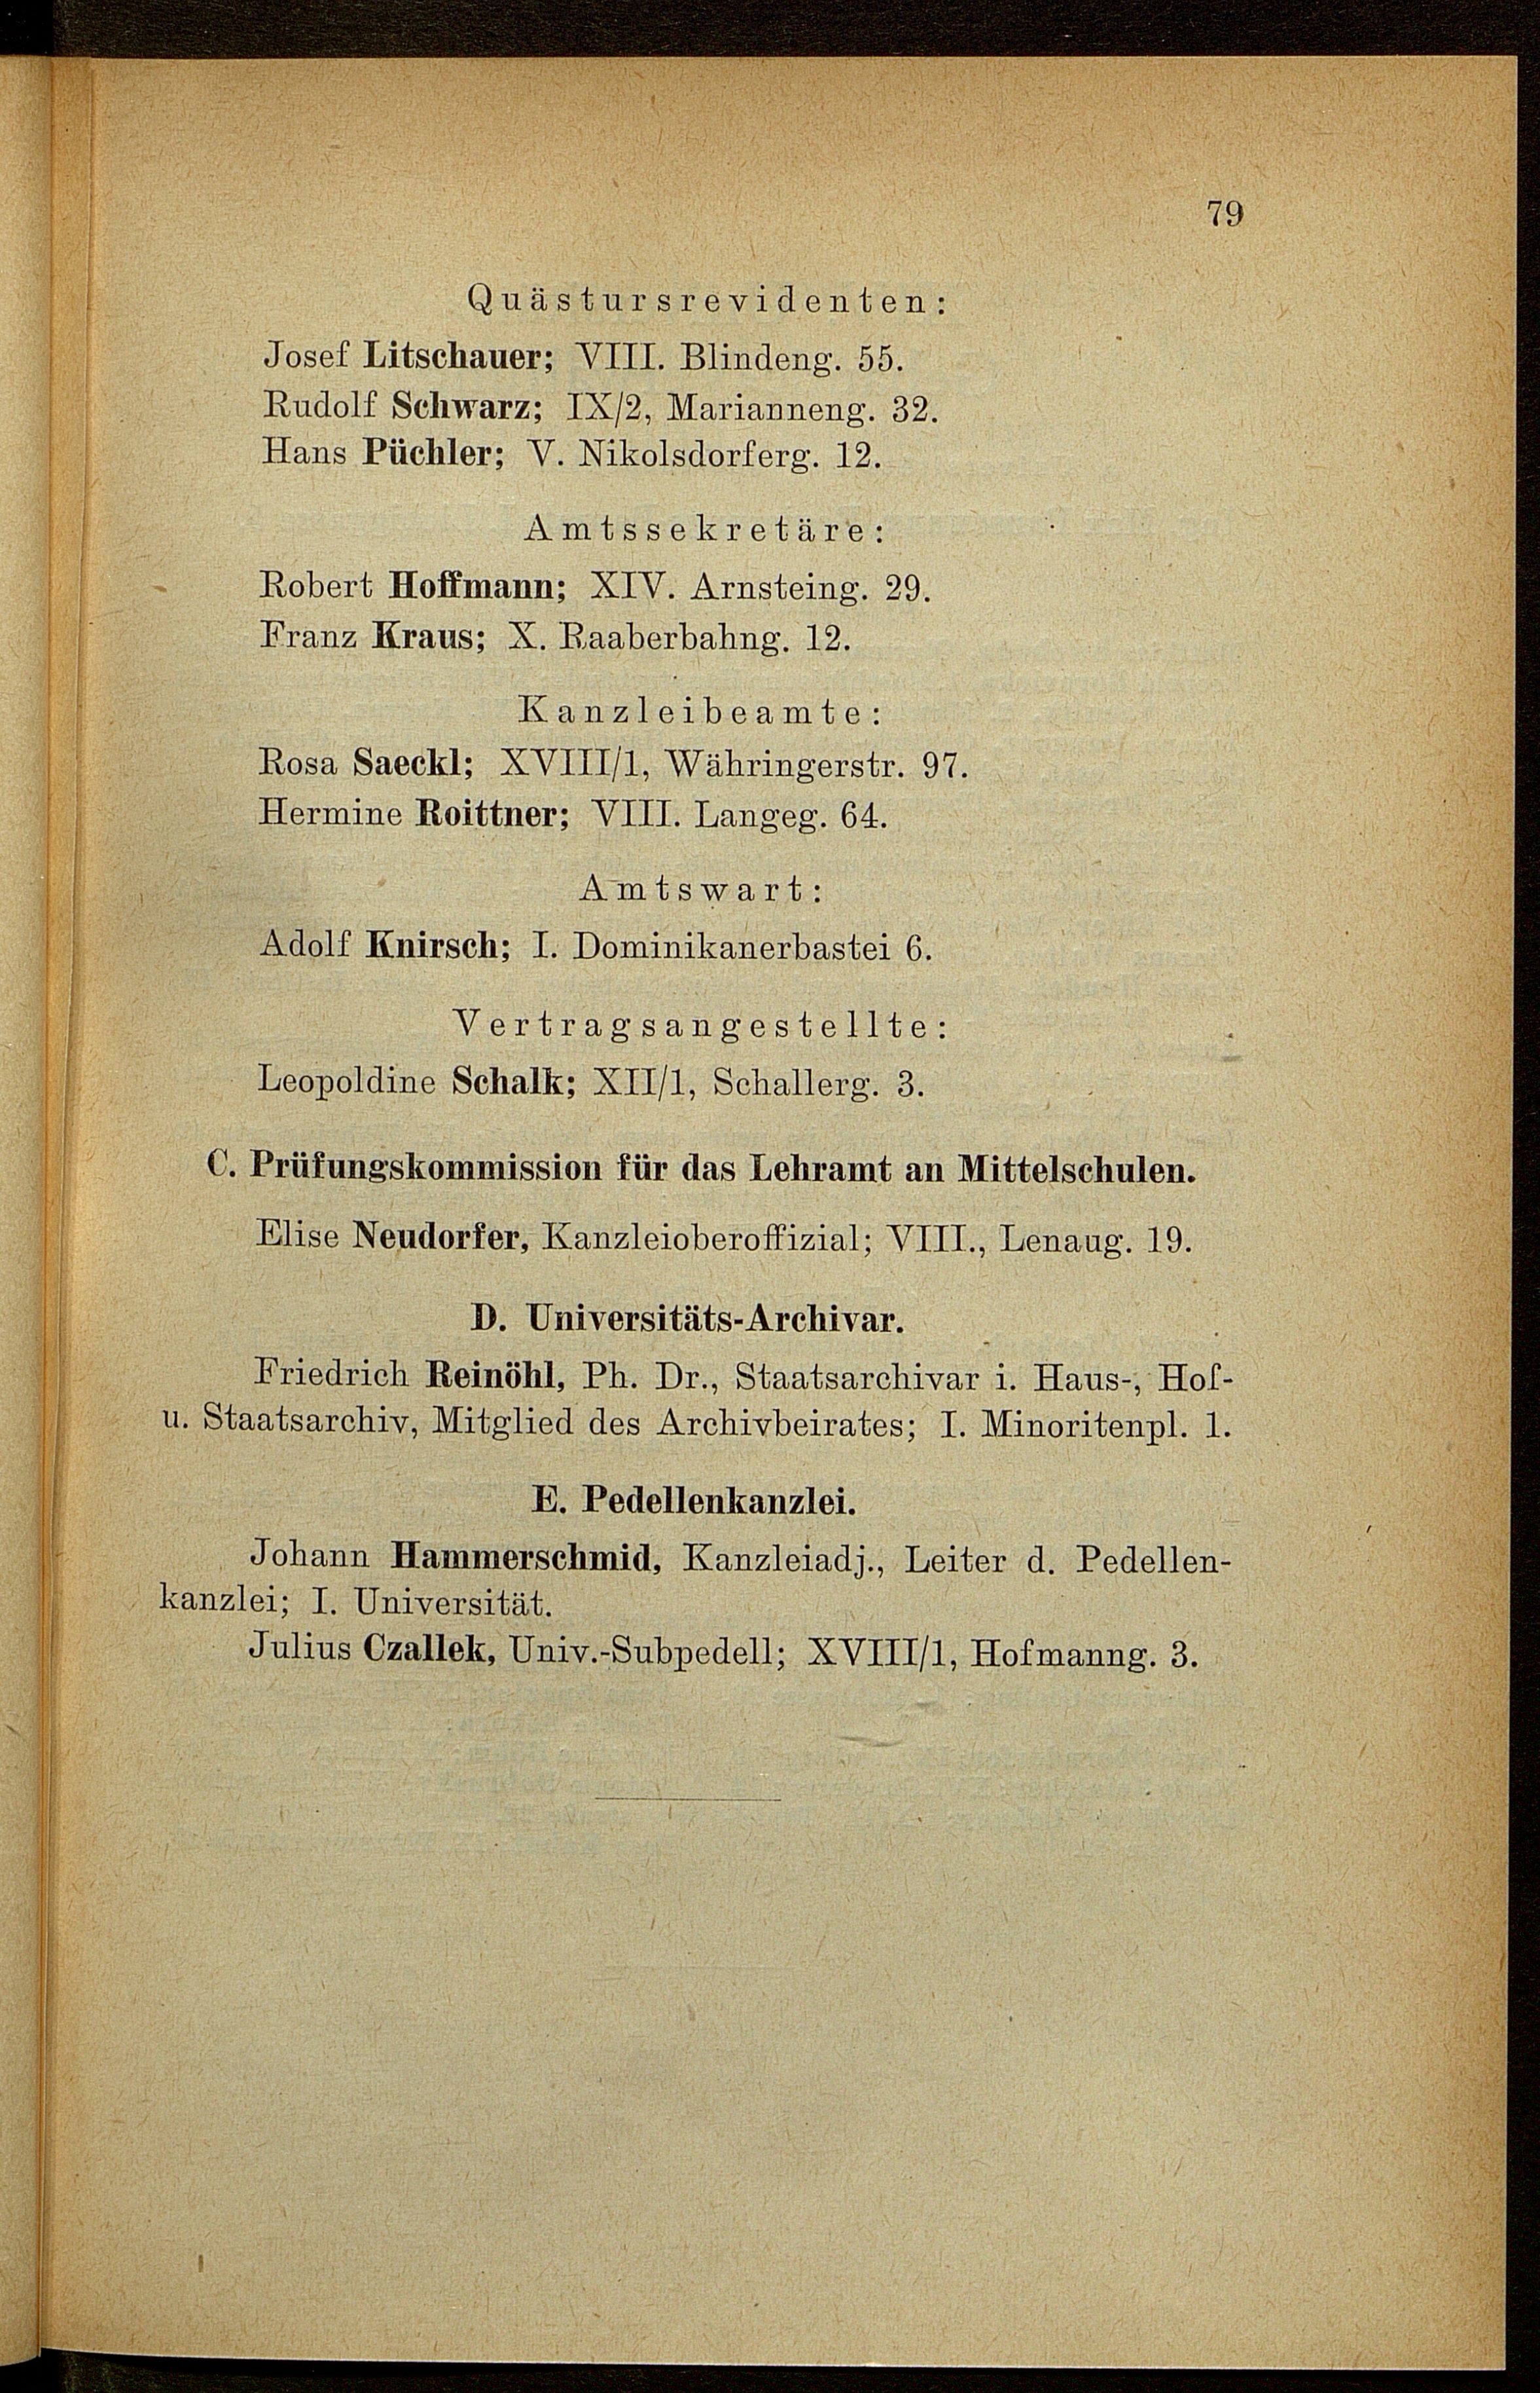 79
Quästursrevidenten:
Josef Litschauer; VIII. Blindeng. 55.
Rudolf Schwarz; IX/2, Marianneng. 32.
Hans Püchler; V. Nikolsdorferg. 12.
Amtssekretäre:
Robert Hoffmann; XIV. Arnsteing. 29.
Franz Kraus; X. Raaberbahng. 12.
Kanzleibeamte:
Rosa Saeckl; XVIII/1, Währingerstr. 97.
Hermine Roittner; VIII. Langeg. 64.
Amtswart:
Adolf Knirsch; I. Dominikanerbastei 6.
Vertragsangestellte:
Leopoldine Schalk; XII/1, Schallerg. 3.
C. Prüfungskommission für das Lehramt an Mittelschulen.
Elise Neudorfer, Kanzleioberoffizial; VIII., Lenaug. 19.
D. Universitäts-Archivar.
Friedrich Reinöhl, Ph. Dr., Staatsarchivar i. Haus-, Hof-
u. Staatsarchiv, Mitglied des Archivbeirates; I. Minoritenpl. 1.
E. Pedellenkanzlei.
Johann Hammerschmid, Kanzleiadj., Leiter d. Pedellen-
kanzlei; I. Universität.
Julius Czallek, Univ.-Subpedell; XVIII/1, Hofmanng. 3.